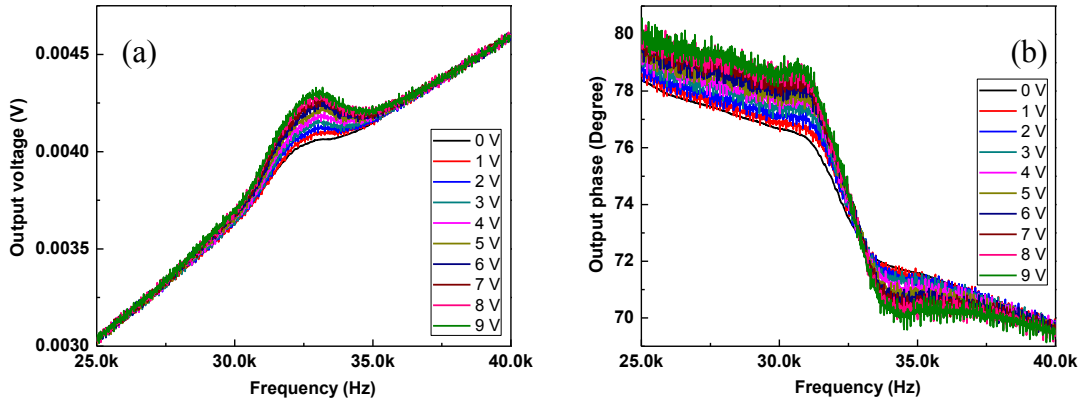 (a)
Output voltage (V)
0.0045
0.0040
0.0035
0.0030
25.0k 30.0k 35.0k 40.0k
Frequency (Hz)
0 V
1 V
2 V
3 V
4 V
5 V
6 V
7 V
8 V
9 V
(b)
Output phase (Degree)
80
78
76
74
72
70
25.0k 30.0k 35.0k 40.0k
Frequency (Hz)
0 V
1 V
2 V
3 V
4 V
5 V
6 V
7 V
8 V
9 V